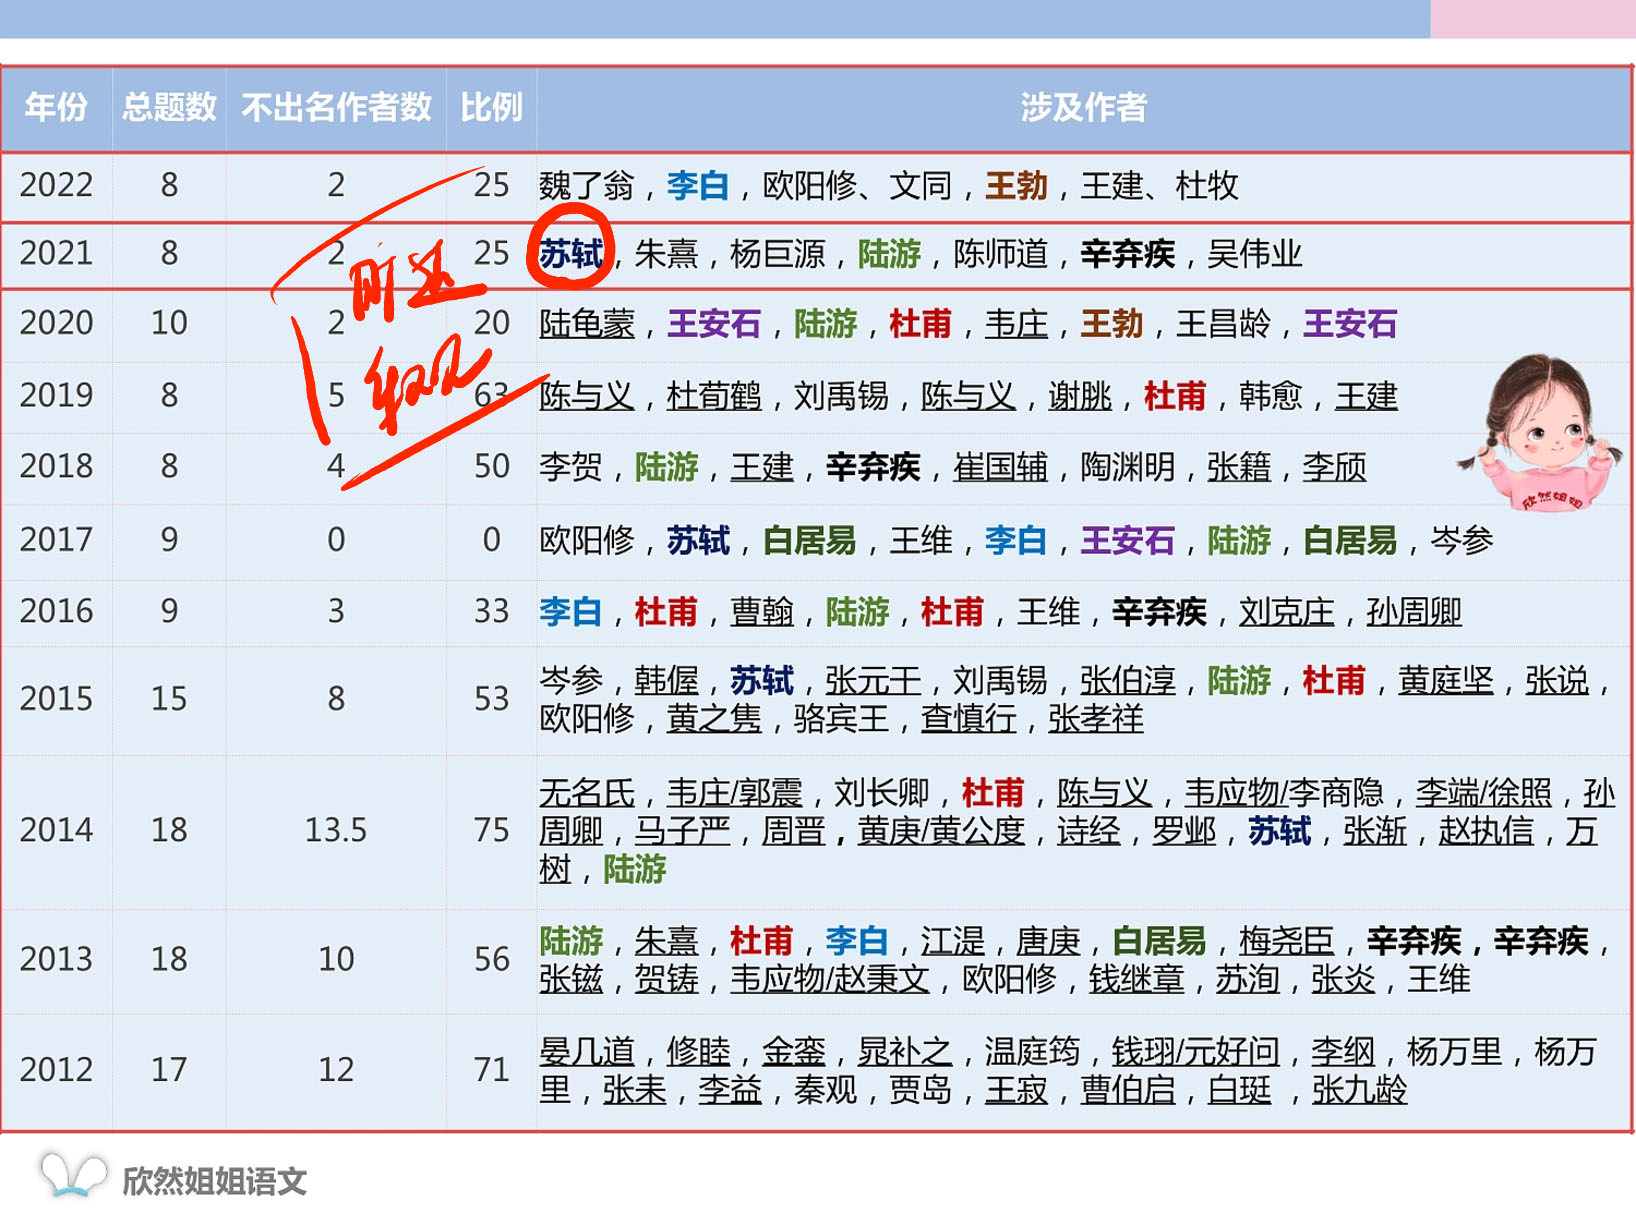 年份 总题数 不出名作者数 比例 涉及作者
2022 8 2 25 魏了翁，李白，欧阳修、文同，王勃，王建、杜牧
2021 8 2 25 苏轼，朱熹，杨巨源，陆游，陈师道，辛弃疾，吴伟业
2020 10 2 20 陆龟蒙，王安石，陆游，杜甫，韦庄，王勃，王昌龄，王安石
2019 8 5 63 陈与义，杜荀鹤，刘禹锡，陈与义，谢朓，杜甫，韩愈，王建
2018 8 4 50 李贺，陆游，王建，辛弃疾，崔国辅，陶渊明，张籍，李颀
欣然姐姐
2017 9 0 0 欧阳修，苏轼，白居易，王维，李白，王安石，陆游，白居易，岑参
2016 9 3 33 李白，杜甫，曹翰，陆游，杜甫，王维，辛弃疾，刘克庄，孙周卿
2015 15 8 53 岑参，韩偓，苏轼，张元干，刘禹锡，张伯淳，陆游，杜甫，黄庭坚，张说，
欧阳修，黄之隽，骆宾王，查慎行，张孝祥
2014 18 13.5 75 无名氏，韦庄/郭震，刘长卿，杜甫，陈与义，韦应物/李商隐，李端/徐照，孙
周卿，马子严，周晋，黄庚/黄公度，诗经，罗邺，苏轼，张渐，赵执信，万
树，陆游
2013 18 10 56 陆游，朱熹，杜甫，李白，江湜，唐庚，白居易，梅尧臣，辛弃疾，辛弃疾，
张镃，贺铸，韦应物/赵秉文，欧阳修，钱继章，苏洵，张炎，王维
2012 17 12 71 晏几道，修睦，金銮，晁补之，温庭筠，钱珝/元好问，李纲，杨万里，杨万
里，张耒，李益，秦观，贾岛，王寂，曹伯启，白珽 ，张九龄
欣然姐姐语文